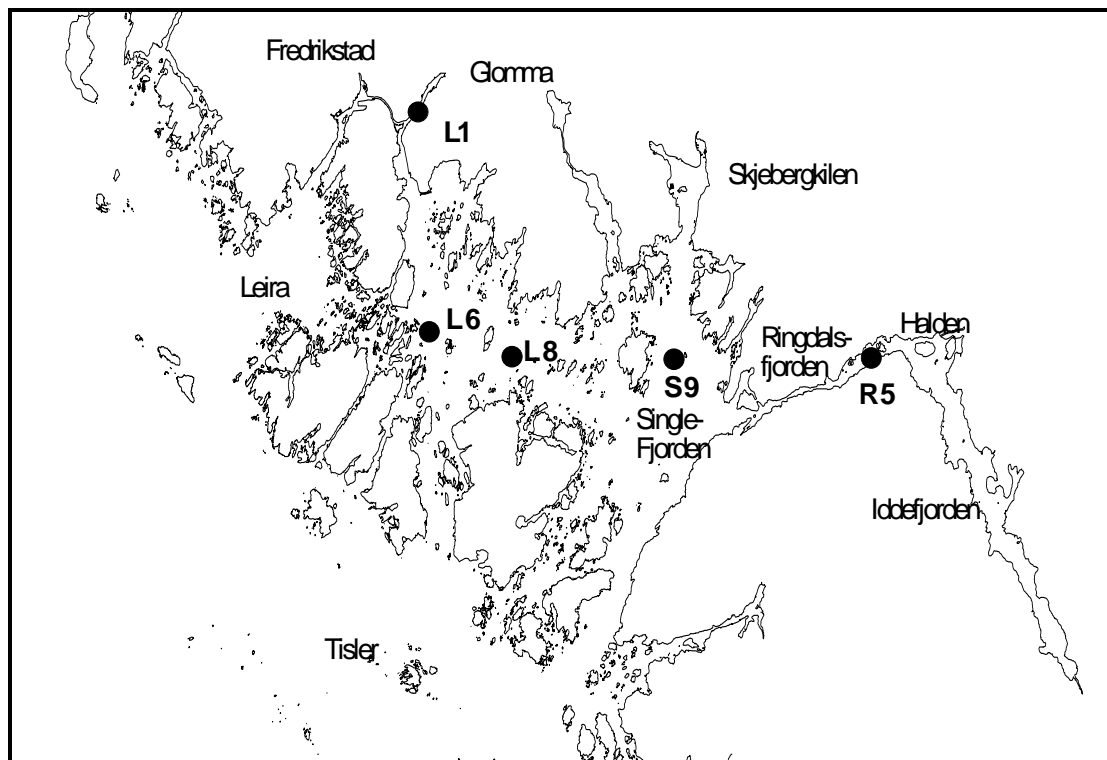 Fredrikstad
Glomma
L1
Skjebergkilen
Leira
L6
L8
Ringdals-
fjorden
Halden
S9
R5
Single-
Fjorden
Iddefjorden
Tisler